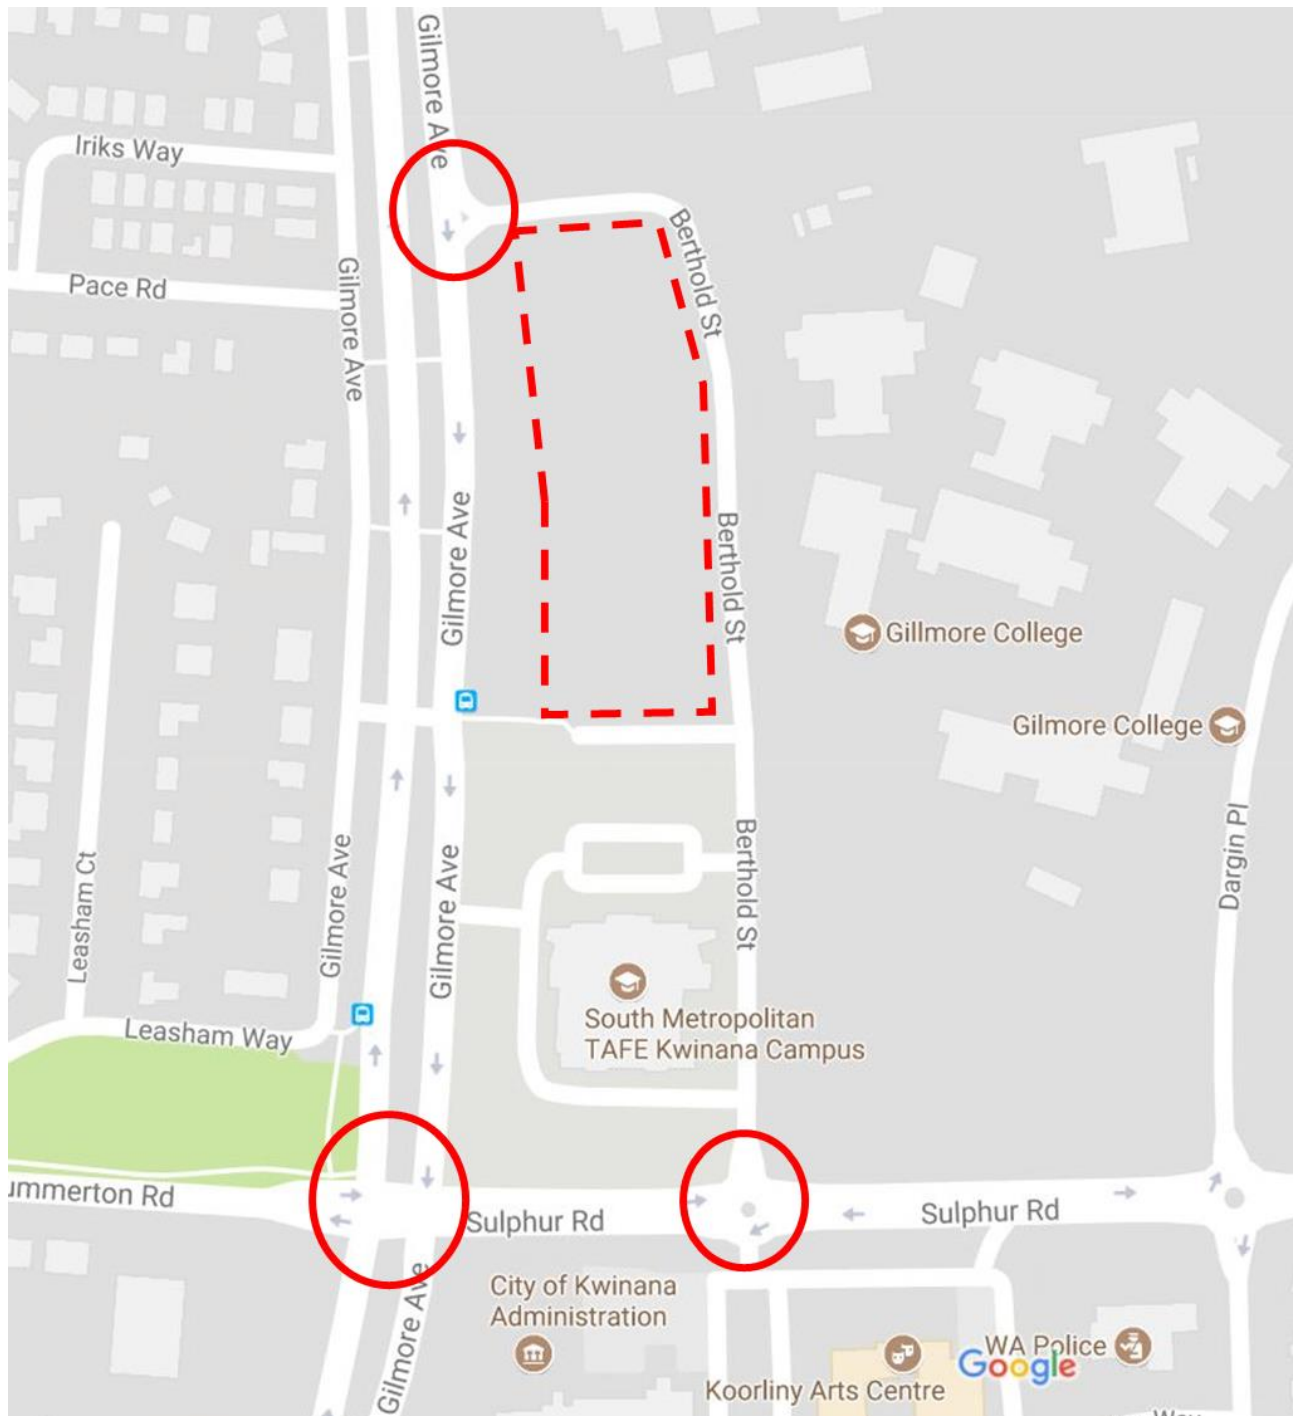 Gilmore Ave
Iriks Way
Berthold St
Gilmore Ave
Pace Rd
Berthold St
Gilmore Ave
Gillmore College
Gilmore College
Berthold St
Dargin Pl
Gilmore Ave
Gilmore Ave
Leasham Ct
South Metropolitan
TAFE Kwinana Campus
Leasham Way
ummerton Rd
Sulphur Rd
Sulphur Rd
City of Kwinana
Administration
Gilmore Ave
WA Police
Google
Koorliny Arts Centre